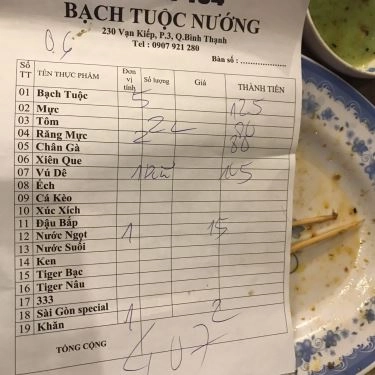 BẠCH TUỘC NƯỚNG
230 Vạn Kiếp, P.3, Q.Bình Thạnh
Tel : 0907 921 280
Bàn số : ..................
Số TT TÊN THỰC PHẨM Đơn vị tính Số lượng Giá THÀNH TIỀN
01 Bạch Tuộc 5 125
02 Mực
03 Tôm 2 80
04 Răng Mực 2 80
05 Chân Gà
06 Xiên Que
07 Vú Dê 1 105
08 Ếch
09 Cá Kèo
10 Xúc Xích
11 Đậu Bắp
12 Nước Ngọt 1 15
13 Nước Suối
14 Ken
15 Tiger Bạc
16 Tiger Nâu
17 333
18 Sài Gòn special
19 Khăn 1 2
TỔNG CỘNG 407